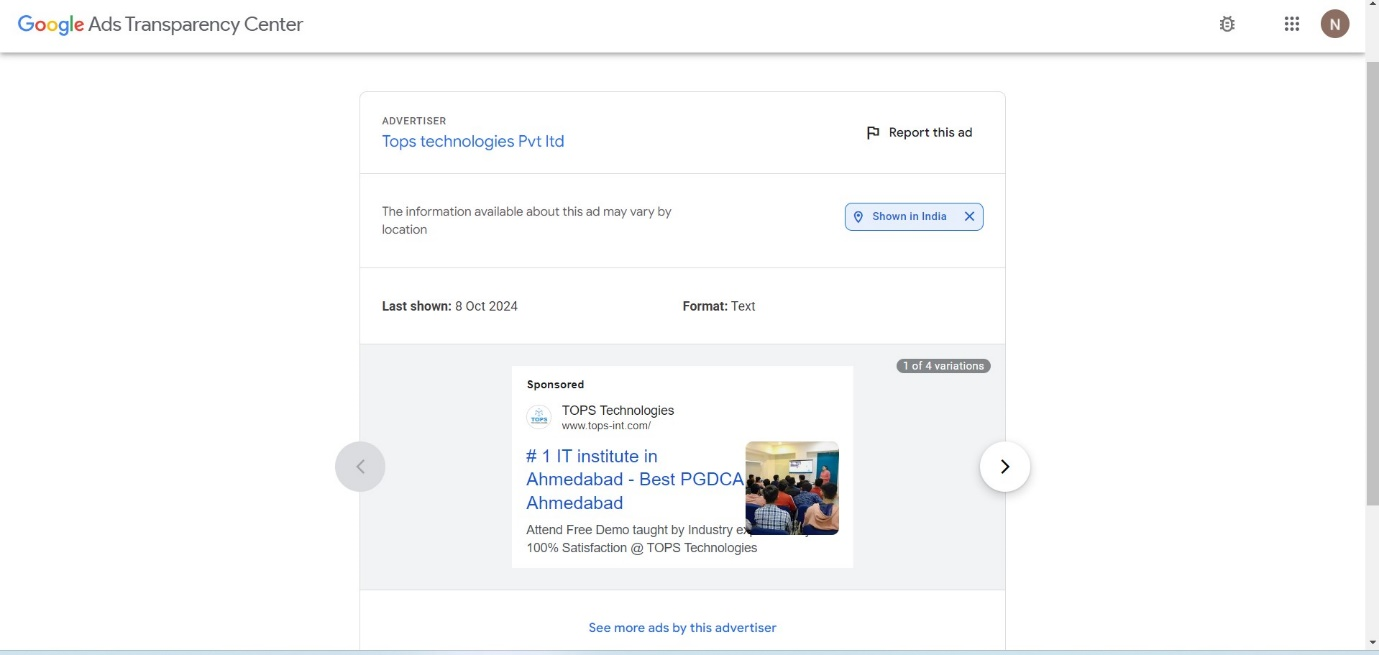 Google Ads Transparency Center
N
ADVERTISER
Tops technologies Pvt ltd
Report this ad
The information available about this ad may vary by
location
Shown in India
Last shown: 8 Oct 2024
Format: Text
1 of 4 variations
Sponsored
TOPS
TOPS Technologies
www.tops-int.com/
# 1 IT institute in
Ahmedabad - Best PGDCA
Ahmedabad
Attend Free Demo taught by Industry
100% Satisfaction @ TOPS Technologies
See more ads by this advertiser